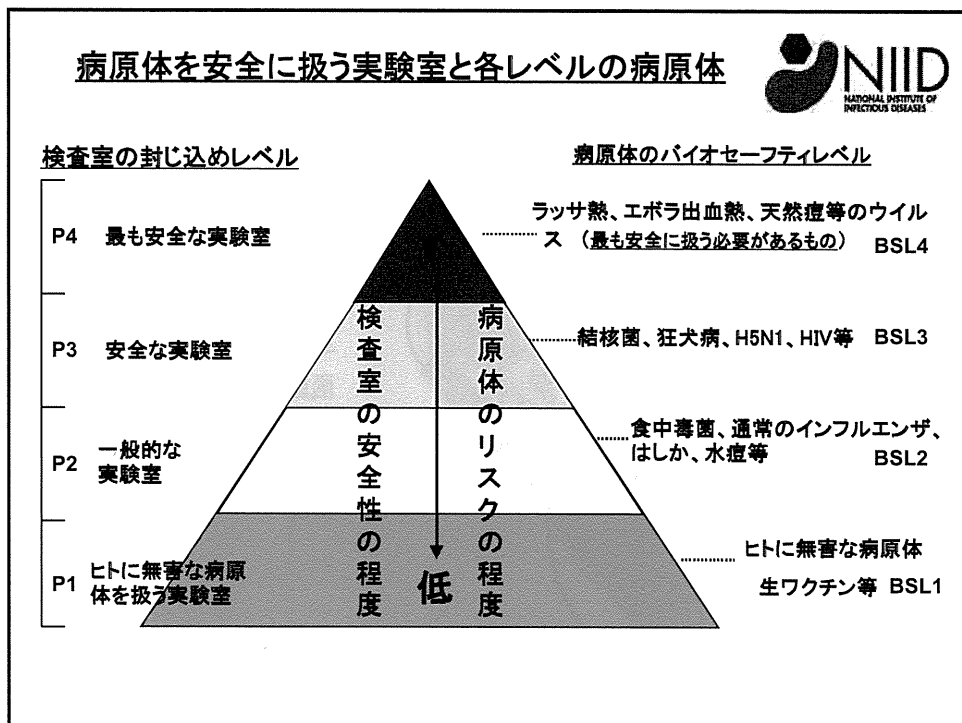 病原体を安全に扱う実験室と各レベルの病原体
NIID
NATIONAL INSTITUTE OF
INFECTIOUS DISEASES
検査室の封じ込めレベル
病原体のバイオセーフティレベル
P4 最も安全な実験室
ラッサ熱、エボラ出血熱、天然痘等のウイル
ス (最も安全に扱う必要があるもの) BSL4
P3 安全な実験室
結核菌、狂犬病、H5N1、HIV等 BSL3
P2 一般的な
実験室
食中毒菌、通常のインフルエンザ、
はしか、水痘等 BSL2
P1 ヒトに無害な病原
体を扱う実験室
ヒトに無害な病原体
生ワクチン等 BSL1
検査室の安全性の程度
病原体のリスクの程度
低